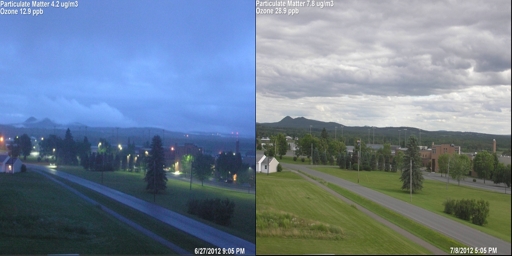 Particulate Matter 4.2 ug/m3
Ozone 12.9 ppb
6/27/2012 9:05 PM
Particulate Matter 7.8 ug/m3
Ozone 28.9 ppb
7/8/2012 5:05 PM